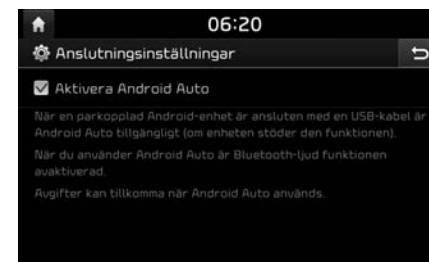 06:20
Anslutningsinställningar
Aktivera Android Auto
När en parkopplad Android-enhet är ansluten med en USB-kabel är
Android Auto tillgängligt (om enheten stöder den funktionen).
När du använder Android Auto är Bluetooth-ljud funktionen
avaktiverad.
Avgifter kan tillkomma när Android Auto används.